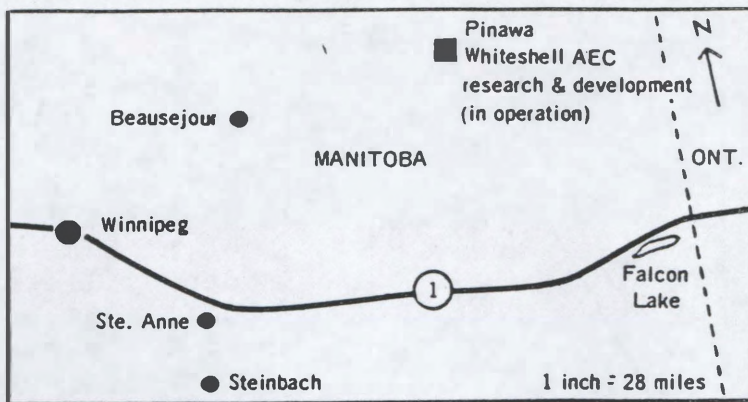 Pinawa
Whiteshell AEC
research & development
(in operation)
N
Beausejour
MANITOBA
ONT.
Winnipeg
1
Falcon
Lake
Ste. Anne
Steinbach
1 inch = 28 miles